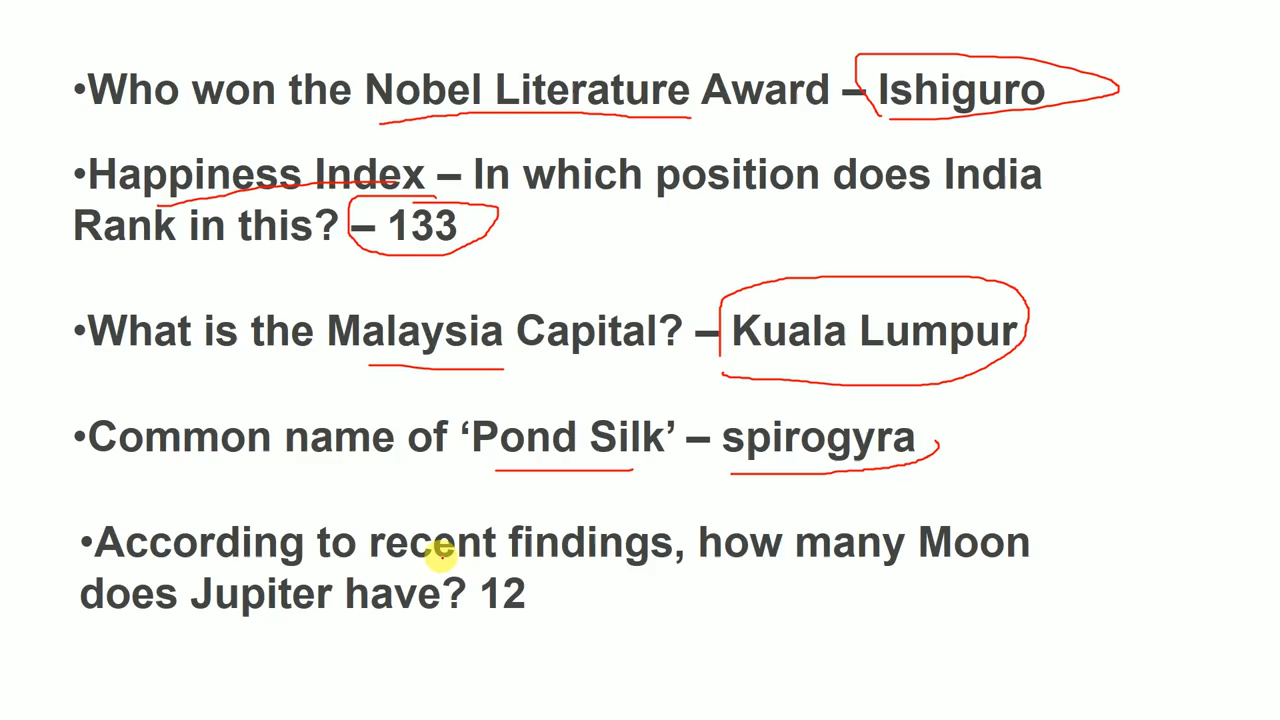 •Who won the Nobel Literature Award – Ishiguro
•Happiness Index – In which position does India
Rank in this? – 133
•What is the Malaysia Capital? – Kuala Lumpur
•Common name of ‘Pond Silk’ – spirogyra
•According to recent findings, how many Moon
does Jupiter have? 12